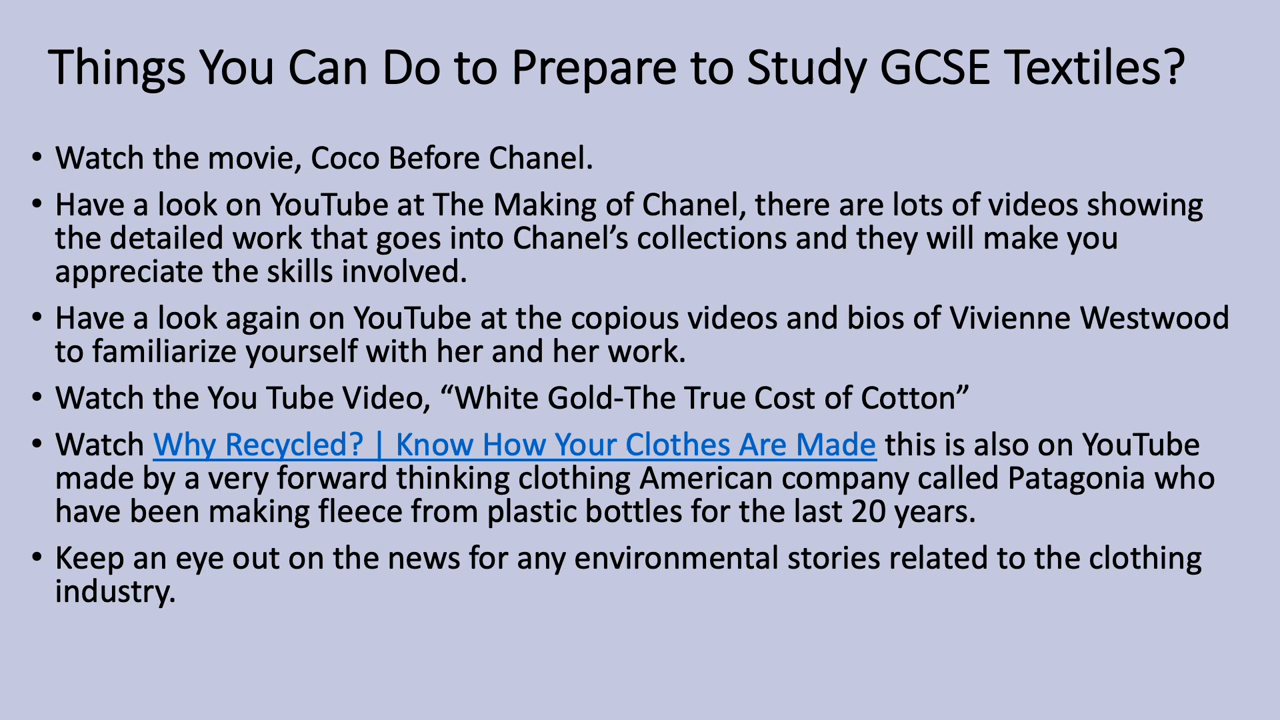 Things You Can Do to Prepare to Study GCSE Textiles?
• Watch the movie, Coco Before Chanel.
• Have a look on YouTube at The Making of Chanel, there are lots of videos showing
the detailed work that goes into Chanel’s collections and they will make you
appreciate the skills involved.
• Have a look again on YouTube at the copious videos and bios of Vivienne Westwood
to familiarize yourself with her and her work.
• Watch the You Tube Video, “White Gold-The True Cost of Cotton”
• Watch Why Recycled? | Know How Your Clothes Are Made this is also on YouTube
made by a very forward thinking clothing American company called Patagonia who
have been making fleece from plastic bottles for the last 20 years.
• Keep an eye out on the news for any environmental stories related to the clothing
industry.